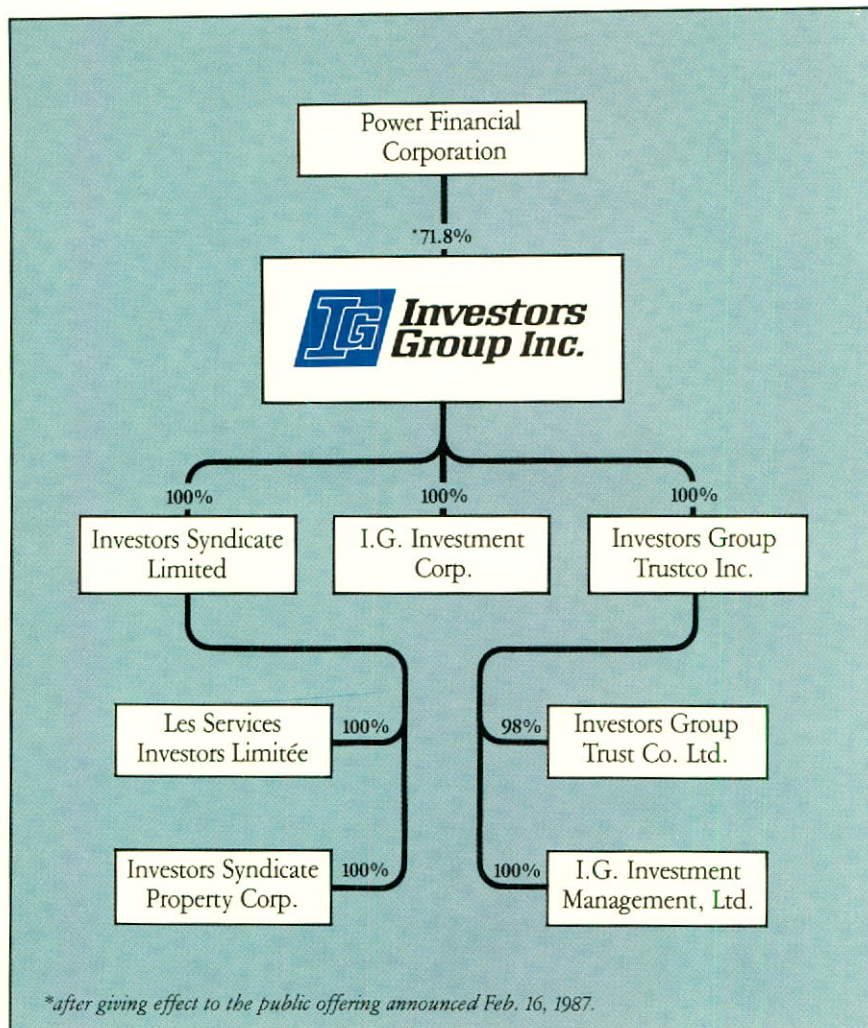 Power Financial
Corporation
*71.8%
IG Investors
Group Inc.
100%
100%
100%
Investors Syndicate
Limited
I.G. Investment
Corp.
Investors Group
Trustco Inc.
Les Services
Investors Limitée
100%
98%
Investors Group
Trust Co. Ltd.
Investors Syndicate
Property Corp.
100%
100%
I.G. Investment
Management, Ltd.
*after giving effect to the public offering announced Feb. 16, 1987.